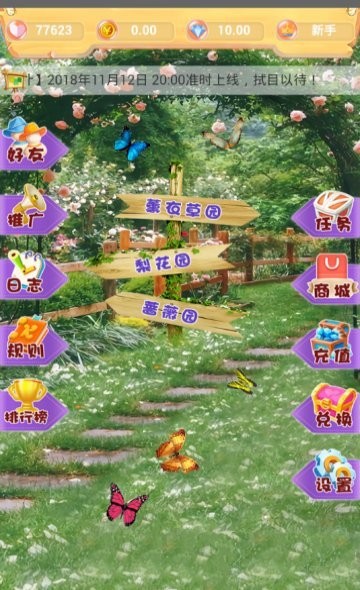 77623
0.00
10.00
新手
】2018年11月12日 20:00准时上线，拭目以待！
好友
推广
日志
规则
排行榜
薰衣草园
梨花园
蔷薇园
任务
商城
充值
兑换
设置